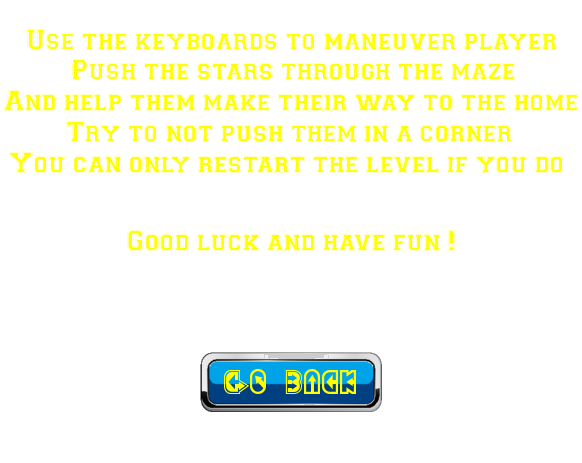 Use the keyboards to maneuver player
Push the stars through the maze
And help them make their way to the home
Try to not push them in a corner
You can only restart the level if you do
Good luck and have fun !
Go Back